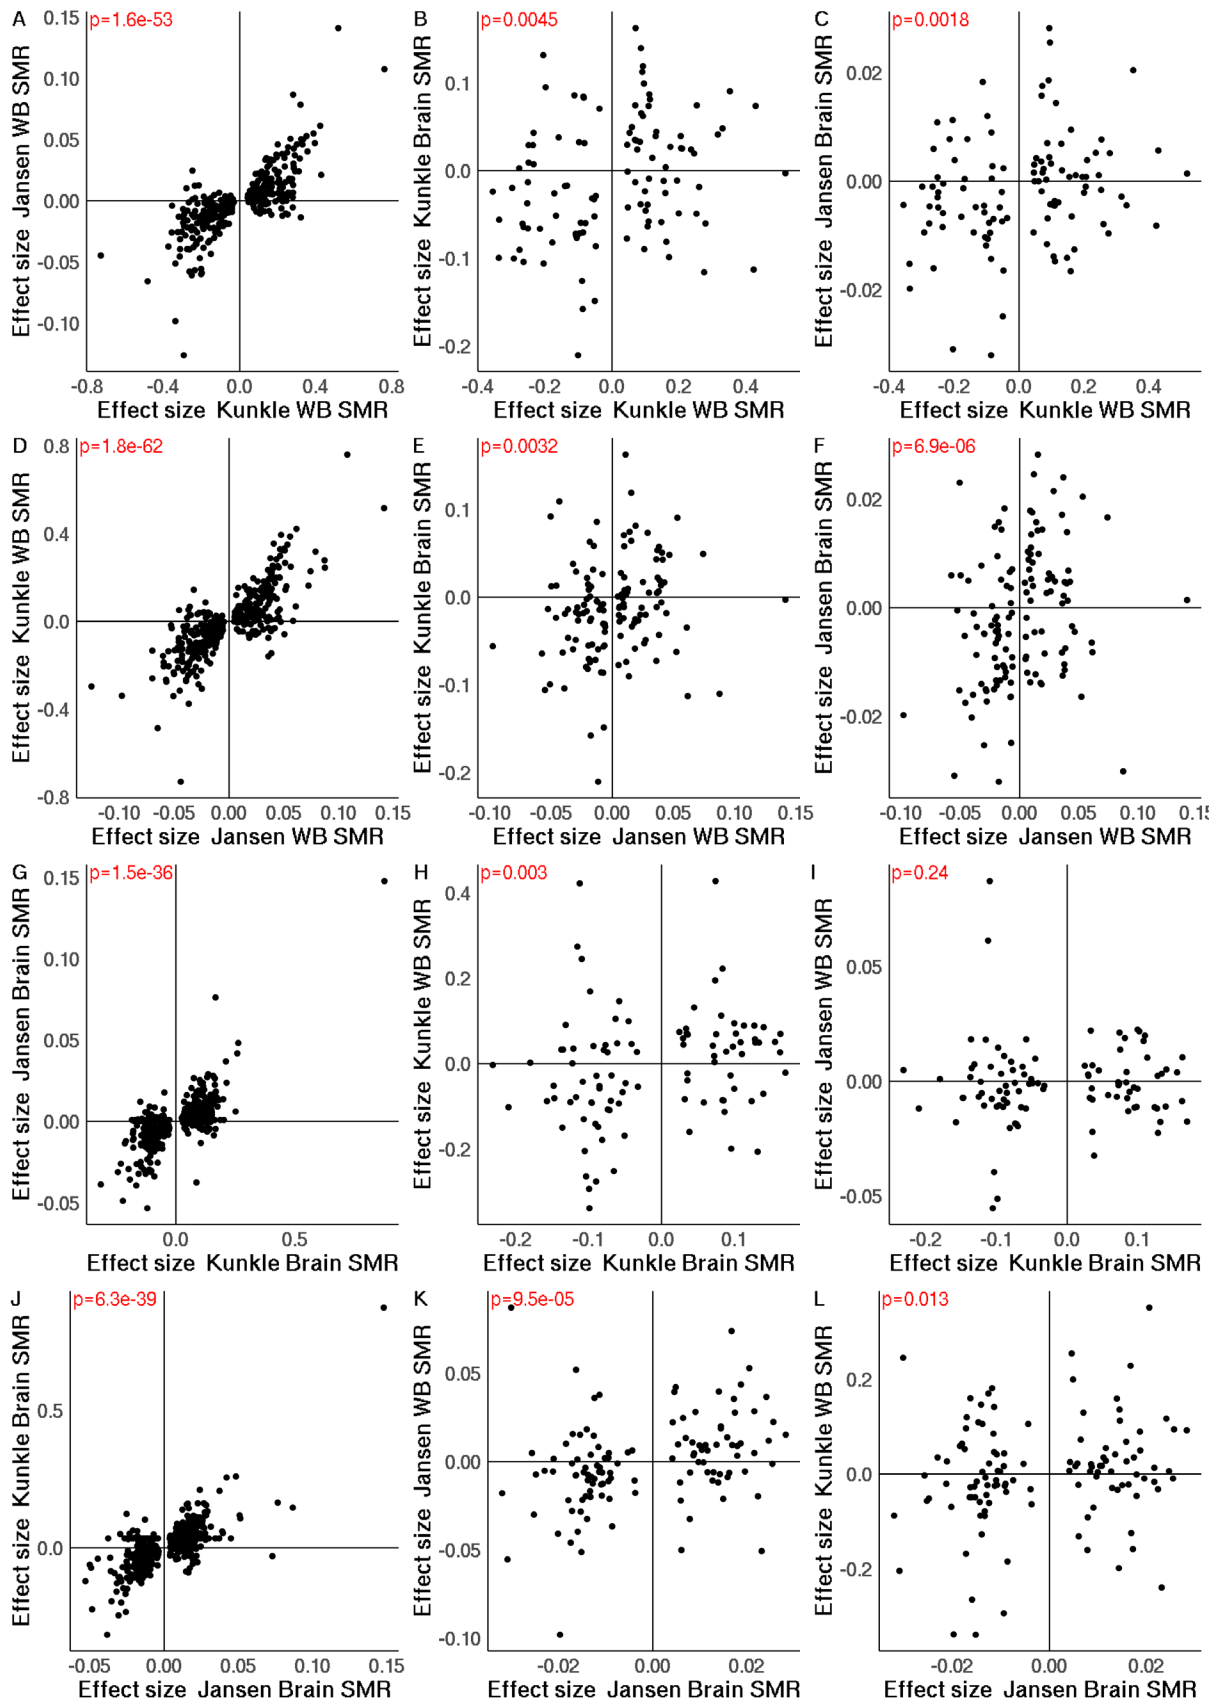 A p=1.6e-53
Effect size Jansen WB SMR
0.15
0.10
0.05
0.00
-0.05
-0.10
-0.8 -0.4 0.0 0.4 0.8
Effect size Kunkle WB SMR
B p=0.0045
Effect size Kunkle Brain SMR
0.1
0.0
-0.1
-0.2
-0.4 -0.2 0.0 0.2 0.4
Effect size Kunkle WB SMR
C p=0.0018
Effect size Jansen Brain SMR
0.02
0.00
-0.02
-0.4 -0.2 0.0 0.2 0.4
Effect size Kunkle WB SMR
D p=1.8e-62
Effect size Kunkle WB SMR
0.8
0.4
0.0
-0.4
-0.8
-0.10 -0.05 0.00 0.05 0.10 0.15
Effect size Jansen WB SMR
E p=0.0032
Effect size Kunkle Brain SMR
0.1
0.0
-0.1
-0.2
-0.10 -0.05 0.00 0.05 0.10 0.15
Effect size Jansen WB SMR
F p=6.9e-06
Effect size Jansen Brain SMR
0.02
0.00
-0.02
-0.10 -0.05 0.00 0.05 0.10 0.15
Effect size Jansen WB SMR
G p=1.5e-36
Effect size Jansen Brain SMR
0.15
0.10
0.05
0.00
-0.05
0.0 0.5
Effect size Kunkle Brain SMR
H p=0.003
Effect size Kunkle WB SMR
0.4
0.2
0.0
-0.2
-0.2 -0.1 0.0 0.1
Effect size Kunkle Brain SMR
I p=0.24
Effect size Jansen WB SMR
0.05
0.00
-0.05
-0.2 -0.1 0.0 0.1
Effect size Kunkle Brain SMR
J p=6.3e-39
Effect size Kunkle Brain SMR
0.5
0.0
-0.05 0.00 0.05 0.10 0.15
Effect size Jansen Brain SMR
K p=9.5e-05
Effect size Jansen WB SMR
0.05
0.00
-0.05
-0.10
-0.02 0.00 0.02
Effect size Jansen Brain SMR
L p=0.013
Effect size Kunkle WB SMR
0.2
0.0
-0.2
-0.02 0.00 0.02
Effect size Jansen Brain SMR